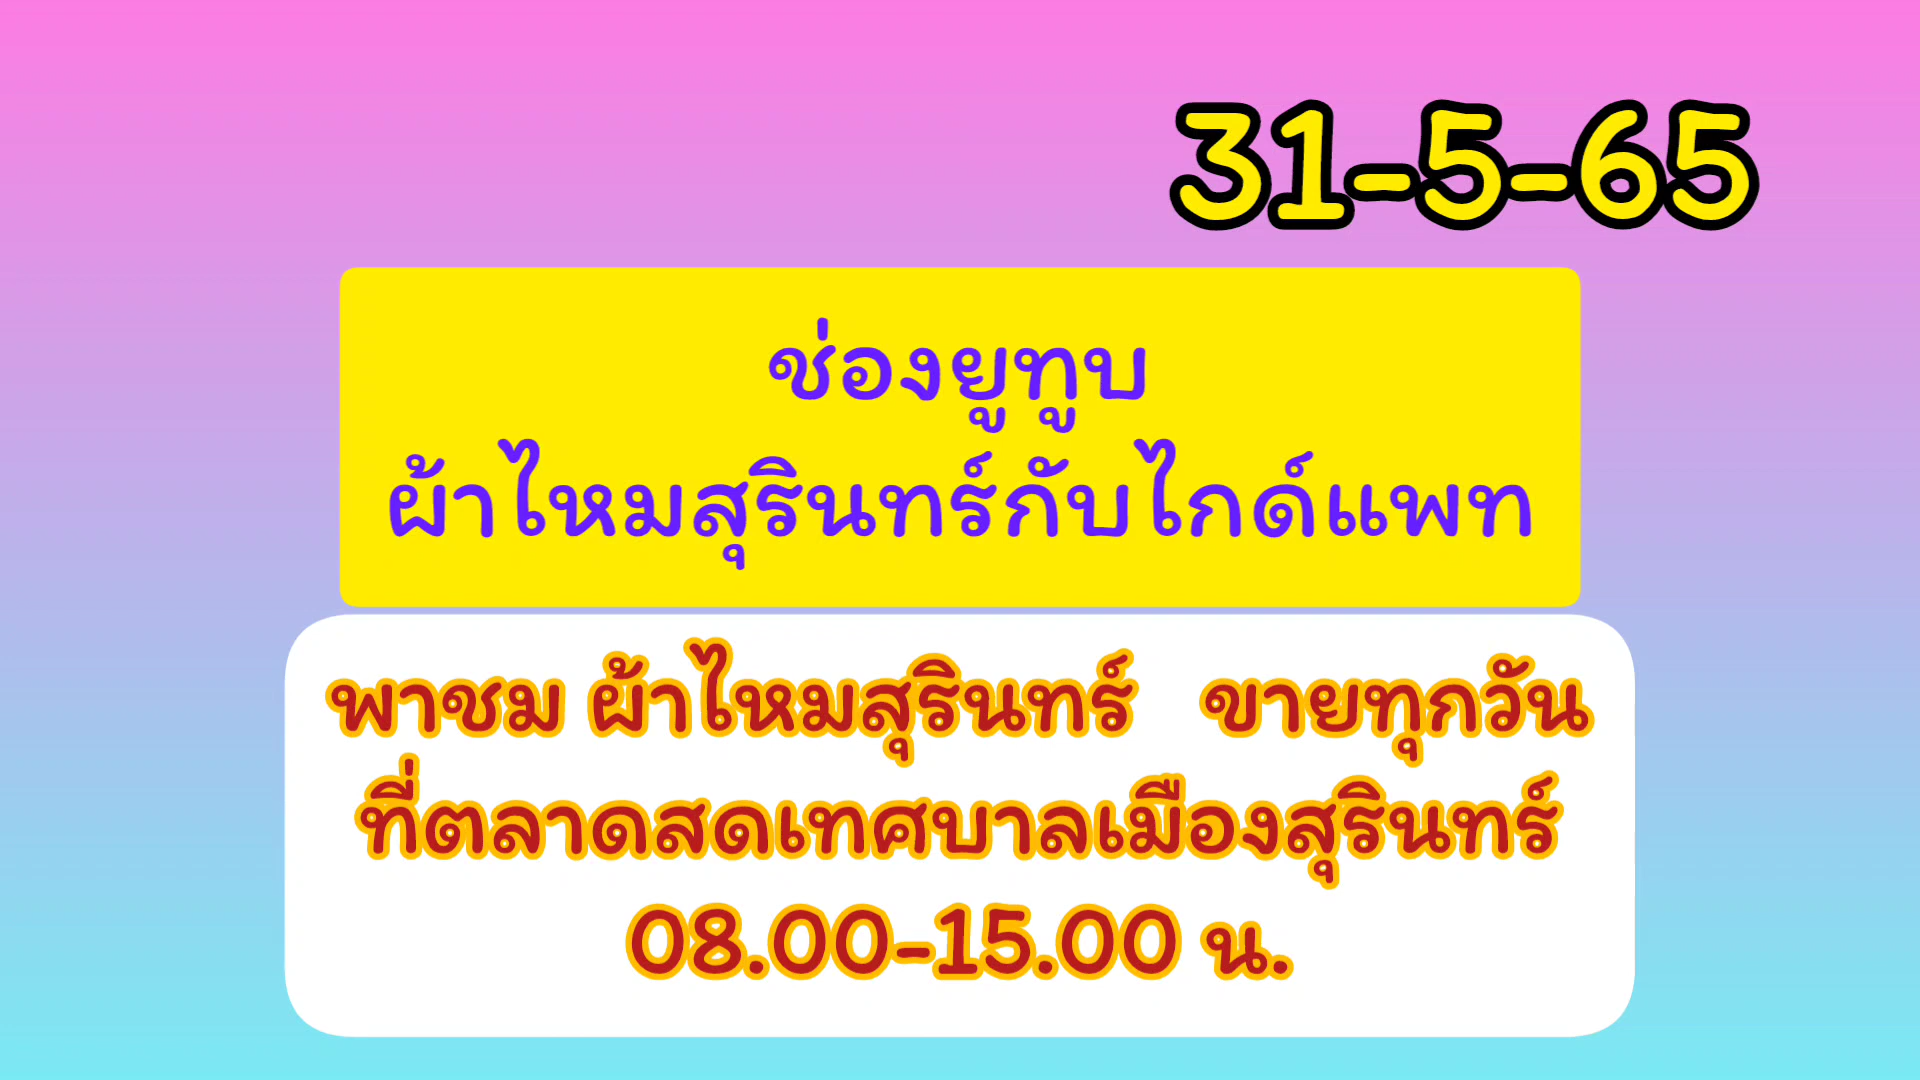 31-5-65
ช่องยูทูบ
ผ้าไหมสุรินทร์กับไกด์แพท
พาชม ผ้าไหมสุรินทร์ ขายทุกวัน
ที่ตลาดสดเทศบาลเมืองสุรินทร์
08.00-15.00 น.